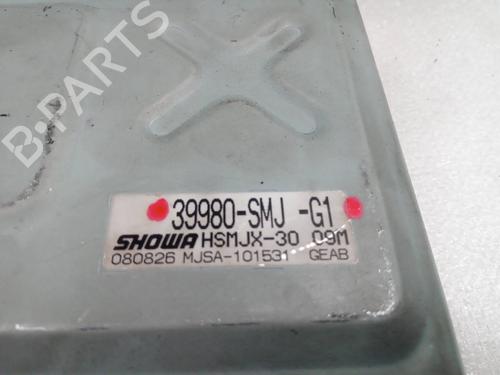 B-PARTS
39980-SMJ -G1
SHOWA HSMJX-30 09M
080826 MJSA-101531 GEAB